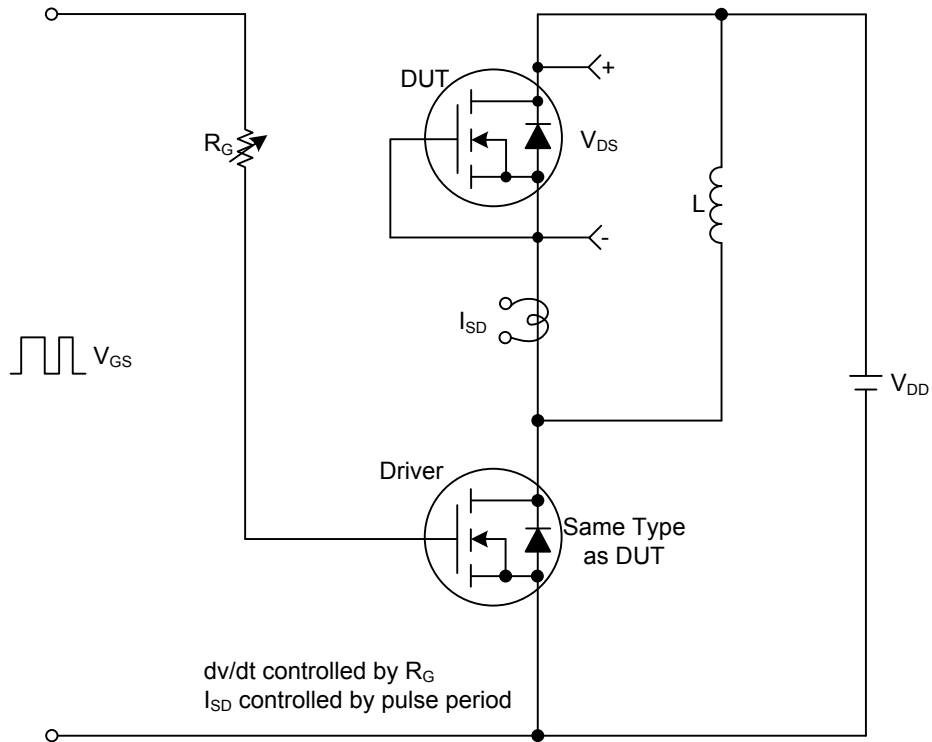 DUT
+
R_G
V_DS
L
-
I_SD
V_GS
V_DD
Driver
Same Type
as DUT
dv/dt controlled by R_G
I_SD controlled by pulse period